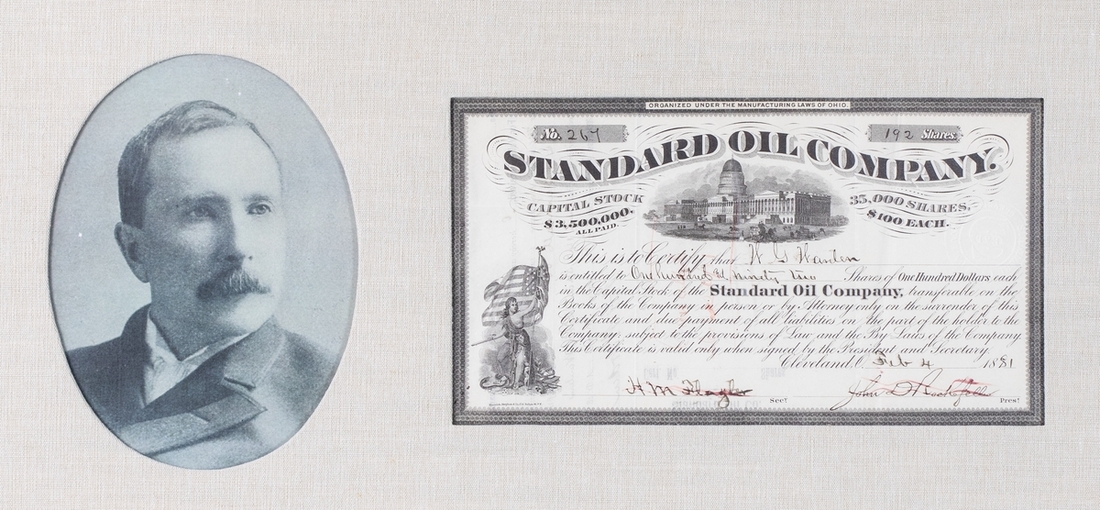 ORGANIZED UNDER THE MANUFACTURING LAWS OF OHIO.
No. 267
192 Shares
STANDARD OIL COMPANY.
CAPITAL STOCK
$3,500,000.
ALL PAID.
35,000 SHARES,
$100 EACH.
This is to Certify that W G Warden
is entitled to One hundred & ninety two Shares of One Hundred Dollars each
in the Capital Stock of the Standard Oil Company, transferable on the
Books of the Company in person or by Attorney only on the surrender of this
Certificate and due payment of all liabilities on the part of the holder to the
Company, subject to the provisions of Law and the By Laws of the Company.
This Certificate is valid only when signed by the President and Secretary.
Cleveland, O. Feb 4 1881
H M Flagler Secy.
John D Rockefeller Prest.